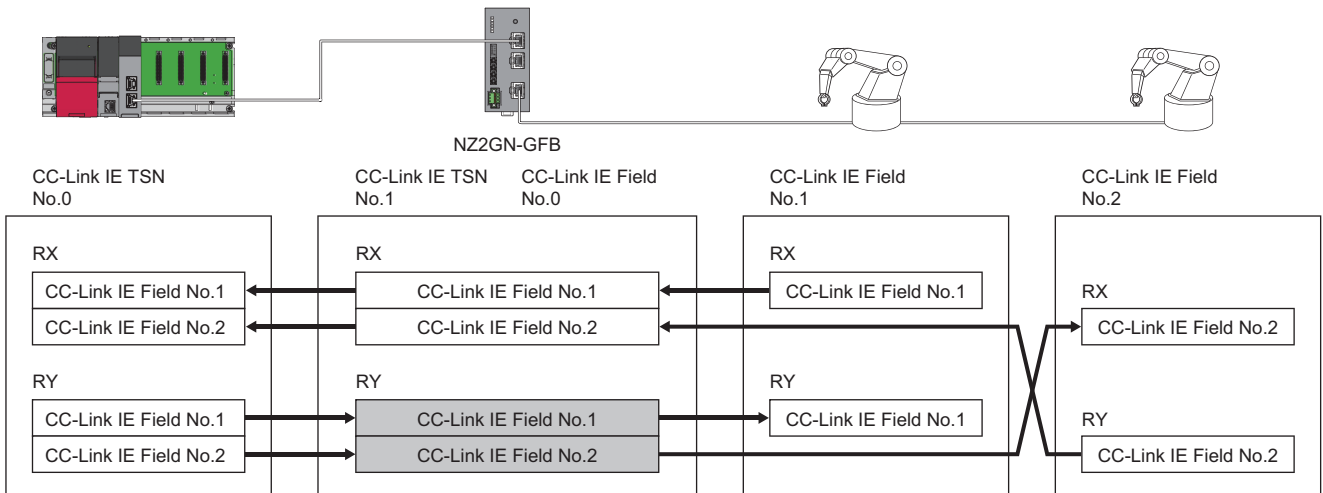 NZ2GN-GFB
CC-Link IE TSN
No.0
CC-Link IE TSN
No.1
CC-Link IE Field
No.0
CC-Link IE Field
No.1
CC-Link IE Field
No.2
RX
CC-Link IE Field No.1
CC-Link IE Field No.2
RY
CC-Link IE Field No.1
CC-Link IE Field No.2
RX
CC-Link IE Field No.1
CC-Link IE Field No.2
RY
CC-Link IE Field No.1
CC-Link IE Field No.2
RX
CC-Link IE Field No.1
RY
CC-Link IE Field No.1
RX
CC-Link IE Field No.2
RY
CC-Link IE Field No.2